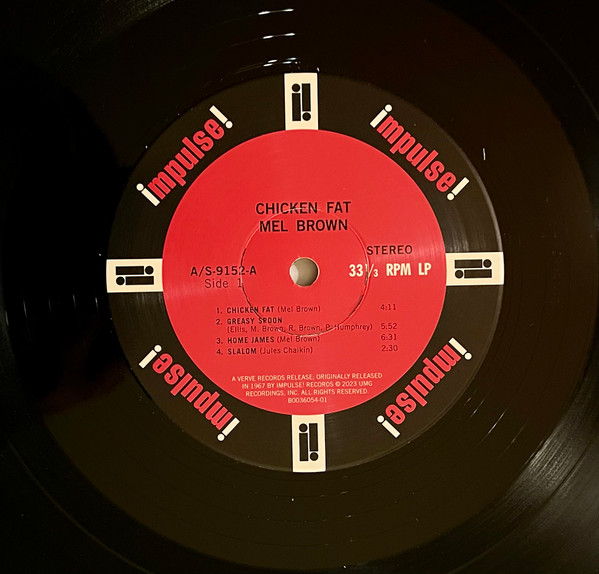 impulse!
impulse!
CHICKEN FAT
MEL BROWN
STEREO
A/S-9152-A
33 1/3 RPM LP
Side 1
1. CHICKEN FAT (Mel Brown) 4:11
2. GREASY SPOON
(Ellis, M. Brown, R. Brown, P. Humphrey) 5:52
3. HOME JAMES (Mel Brown) 6:31
4. SLALOM (Jules Chaikin) 2:30
A VERVE RECORDS RELEASE: ORIGINALLY RELEASED
IN 1967 BY IMPULSE! RECORDS © 2023 UMG
RECORDINGS, INC. ALL RIGHTS RESERVED.
B0036054-01
impulse!
impulse!